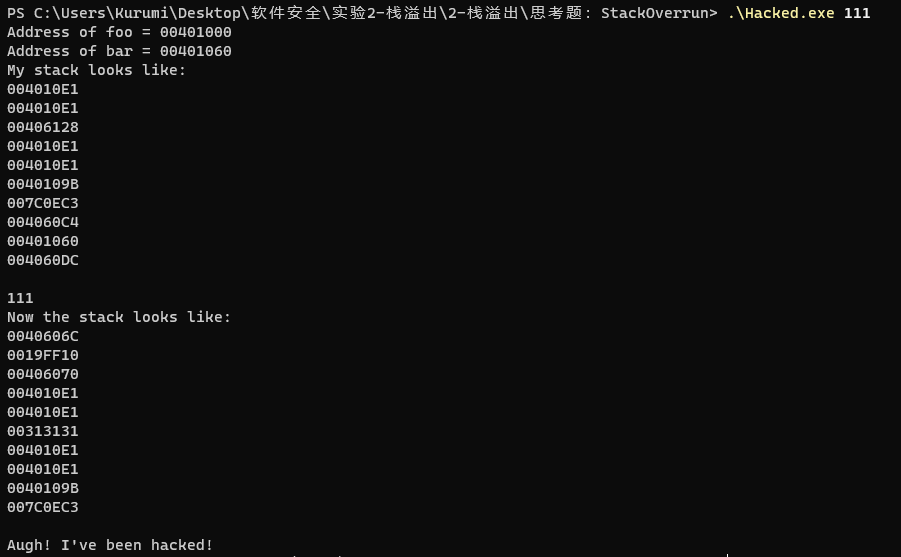 PS C:\Users\Kurumi\Desktop\软件安全\实验2-栈溢出\2-栈溢出\思考题：StackOverrun> .\Hacked.exe 111
Address of foo = 00401000
Address of bar = 00401060
My stack looks like:
004010E1
004010E1
00406128
004010E1
004010E1
0040109B
007C0EC3
004060C4
00401060
004060DC
111
Now the stack looks like:
0040606C
0019FF10
00406070
004010E1
004010E1
00313131
004010E1
004010E1
0040109B
007C0EC3
Augh! I've been hacked!